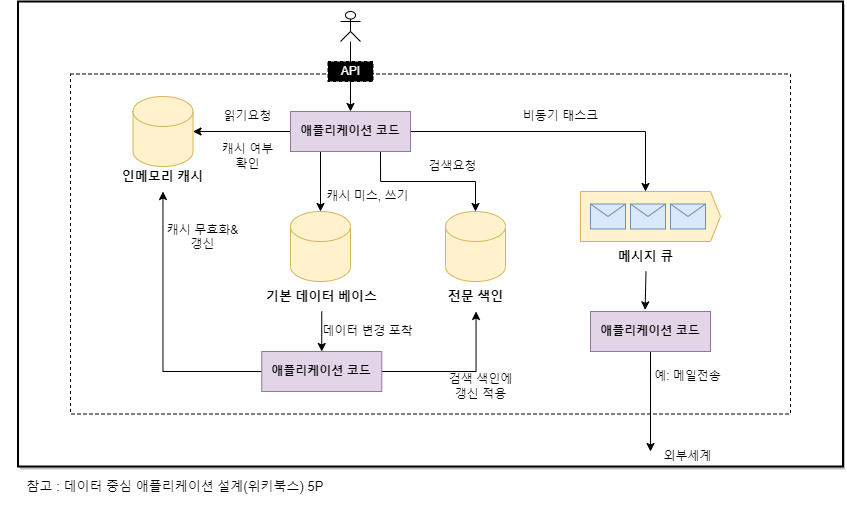 API
애플리케이션 코드
읽기요청
캐시 여부
확인
인메모리 캐시
비동기 태스크
검색요청
캐시 미스, 쓰기
캐시 무효화&
갱신
기본 데이터 베이스
전문 색인
메시지 큐
데이터 변경 포착
애플리케이션 코드
검색 색인에
갱신 적용
애플리케이션 코드
예: 메일전송
외부세계
참고 : 데이터 중심 애플리케이션 설계(위키북스) 5P